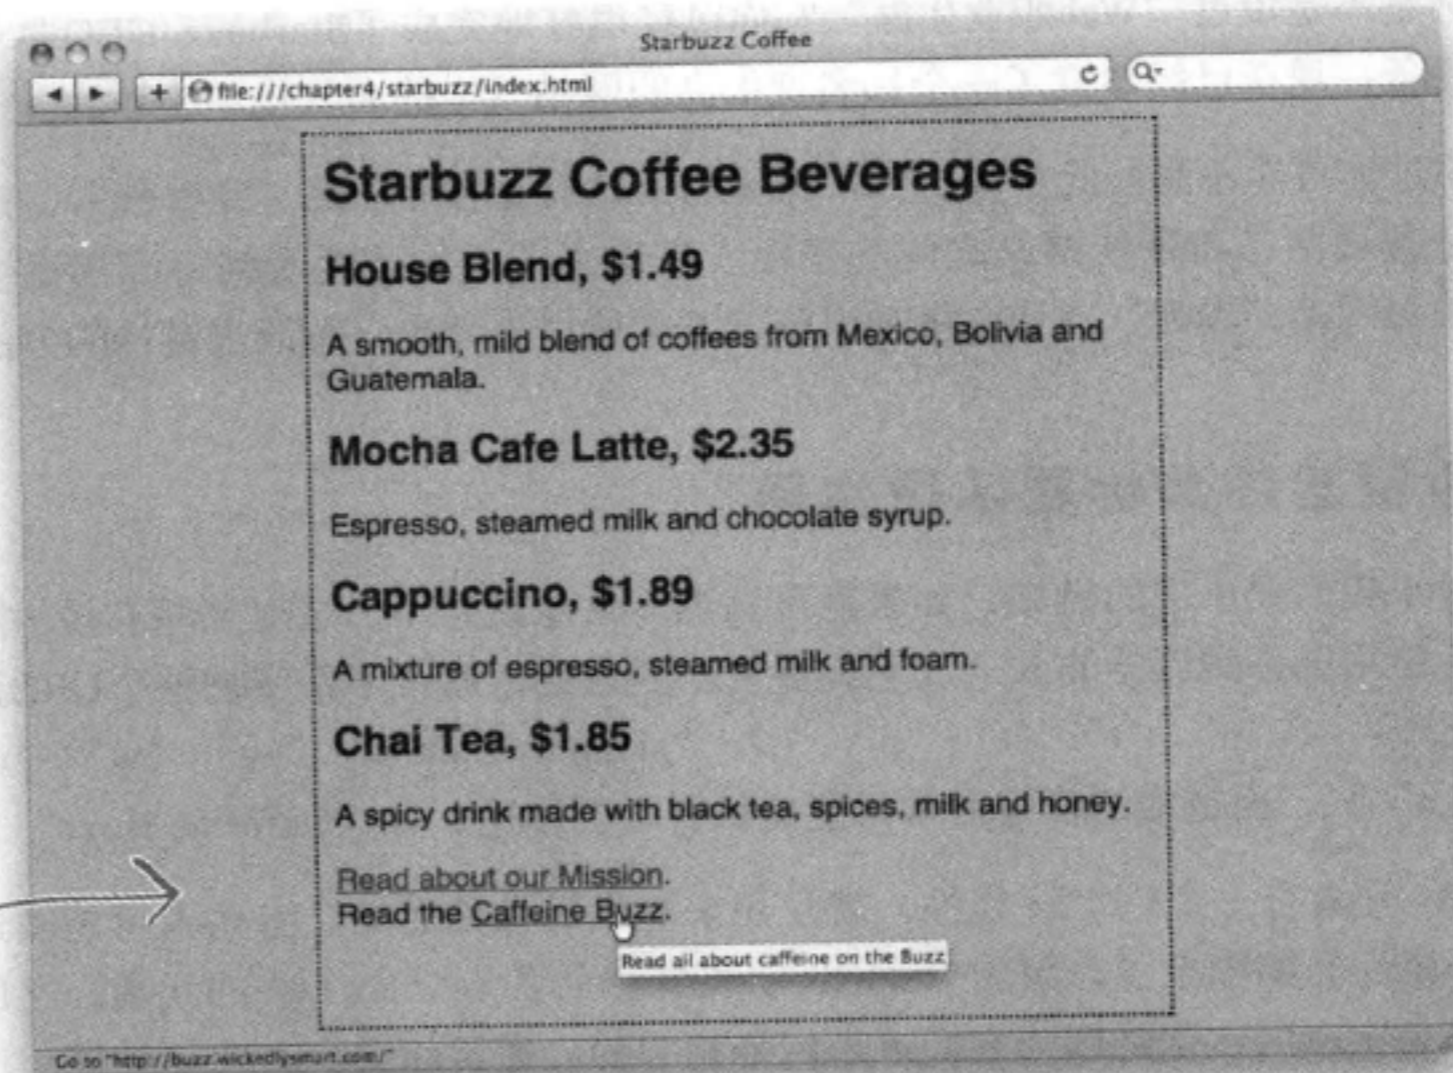 Starbuzz Coffee
file:///chapter4/starbuzz/index.html
Starbuzz Coffee Beverages
House Blend, $1.49
A smooth, mild blend of coffees from Mexico, Bolivia and
Guatemala.
Mocha Cafe Latte, $2.35
Espresso, steamed milk and chocolate syrup.
Cappuccino, $1.89
A mixture of espresso, steamed milk and foam.
Chai Tea, $1.85
A spicy drink made with black tea, spices, milk and honey.
Read about our Mission.
Read the Caffeine Buzz.
Read all about caffeine on the Buzz
Go to "http://buzz.wickedlysmart.com/"